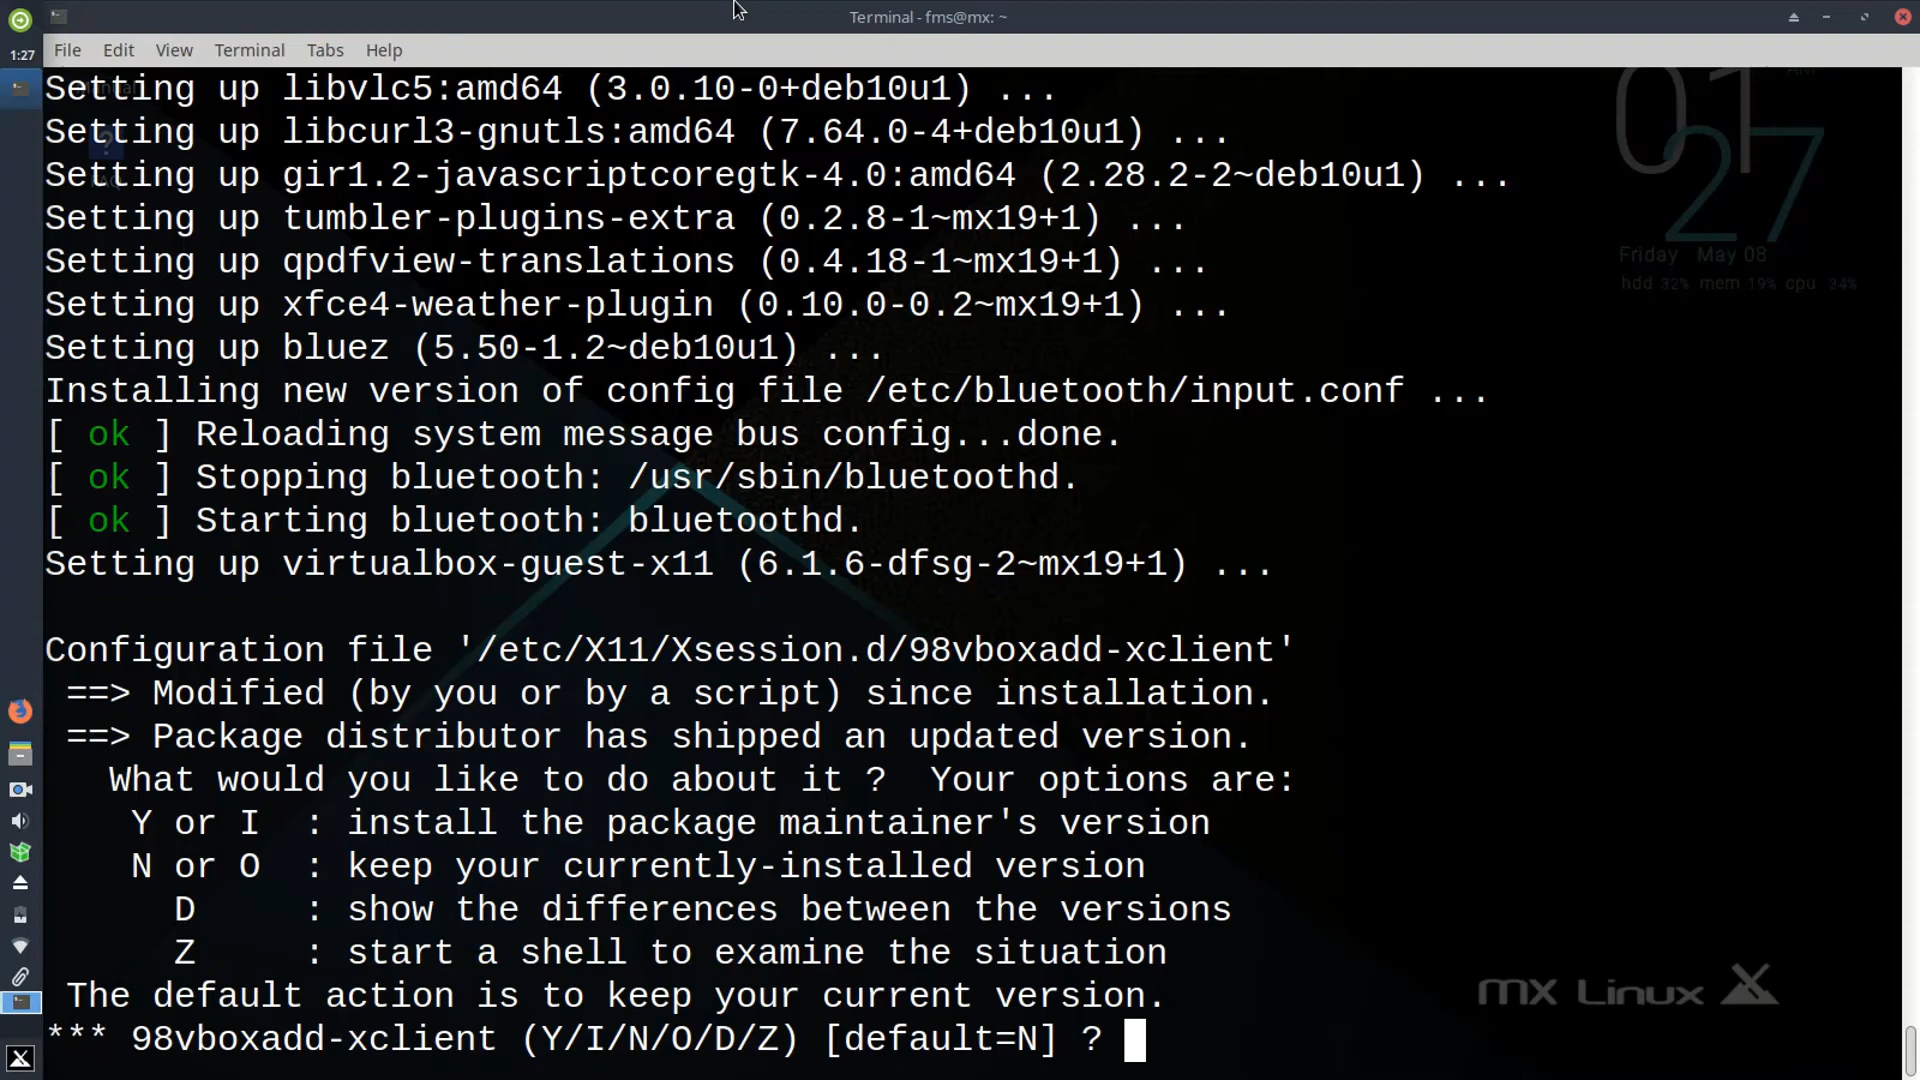 Terminal - fms@mx: ~
1:27
File Edit View Terminal Tabs Help
Setting up libvlc5:amd64 (3.0.10-0+deb10u1) ...
Setting up libcurl3-gnutls:amd64 (7.64.0-4+deb10u1) ...
Setting up gir1.2-javascriptcoregtk-4.0:amd64 (2.28.2-2~deb10u1) ...
Setting up tumbler-plugins-extra (0.2.8-1~mx19+1) ...
Setting up qpdfview-translations (0.4.18-1~mx19+1) ...
Setting up xfce4-weather-plugin (0.10.0-0.2~mx19+1) ...
Setting up bluez (5.50-1.2~deb10u1) ...
Installing new version of config file /etc/bluetooth/input.conf ...
[ ok ] Reloading system message bus config...done.
[ ok ] Stopping bluetooth: /usr/sbin/bluetoothd.
[ ok ] Starting bluetooth: bluetoothd.
Setting up virtualbox-guest-x11 (6.1.6-dfsg-2~mx19+1) ...
Configuration file '/etc/X11/Xsession.d/98vboxadd-xclient'
==> Modified (by you or by a script) since installation.
==> Package distributor has shipped an updated version.
What would you like to do about it ?  Your options are:
Y or I  : install the package maintainer's version
N or O  : keep your currently-installed version
D     : show the differences between the versions
Z     : start a shell to examine the situation
The default action is to keep your current version.
*** 98vboxadd-xclient (Y/I/N/O/D/Z) [default=N] ?
01
27
Friday May 08
hdd 32% mem 19% cpu 34%
mx Linux